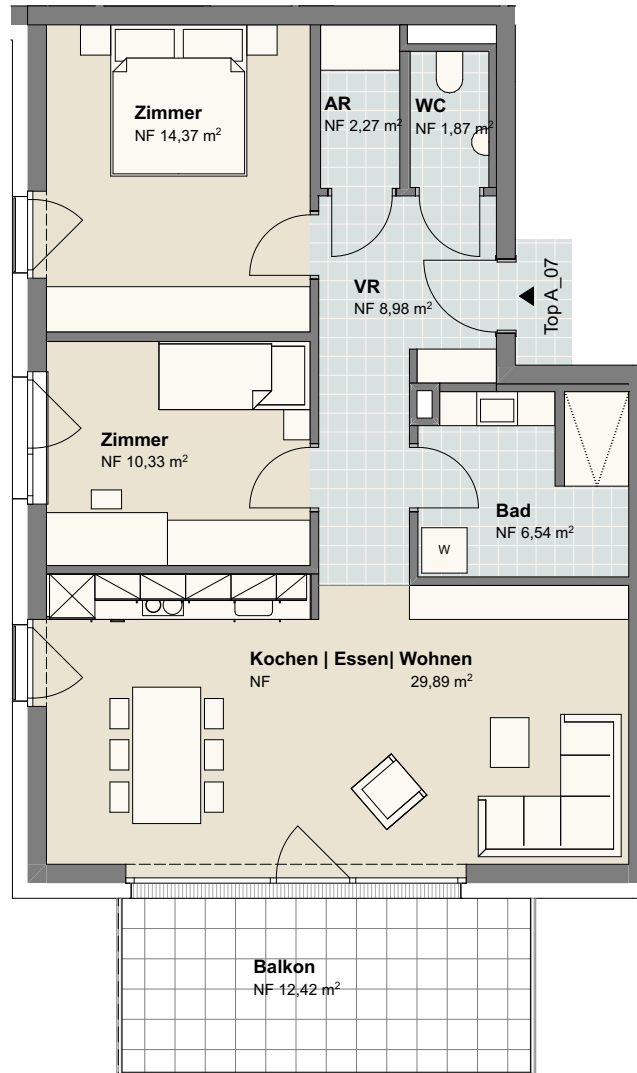 Zimmer
NF 14,37 m²
AR
NF 2,27 m²
WC
NF 1,87 m²
VR
NF 8,98 m²
Top A_07
Zimmer
NF 10,33 m²
Bad
NF 6,54 m²
W
Kochen | Essen| Wohnen
NF 29,89 m²
Balkon
NF 12,42 m²